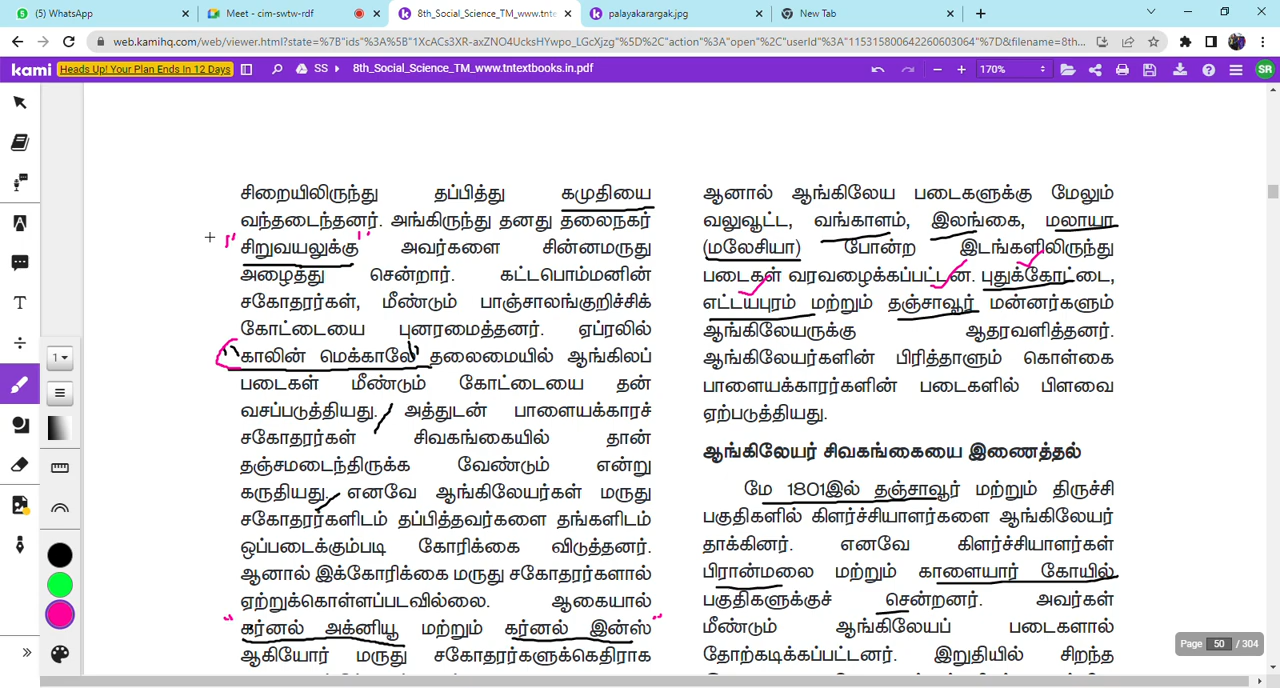 (5) WhatsApp
Meet - cim-swtw-rdf
8th_Social_Science_TM_www.tnte
palayakarargak.jpg
New Tab
web.kamihq.com/web/viewer.html?state=%7B"ids"%3A%5B"1XcACs3XR-axZNO4UcksHYwpo_LGcXjzg"%5D%2C"action"%3A"open"%2C"userId"%3A"115315800642260603064"%7D&filename=8th...
kami
Heads Up! Your Plan Ends In 12 Days
SS
8th_Social_Science_TM_www.tntextbooks.in.pdf
170%
SR
1
சிறையிலிருந்து தப்பித்து கமுதியை
வந்தடைந்தனர். அங்கிருந்து தனது தலைநகர்
சிறுவயலுக்கு அவர்களை சின்னமருது
அழைத்து சென்றார். கட்டபொம்மனின்
சகோதரர்கள், மீண்டும் பாஞ்சாலங்குறிச்சிக்
கோட்டையை புனரமைத்தனர். ஏப்ரலில்
காலின் மெக்காலே தலைமையில் ஆங்கிலப்
படைகள் மீண்டும் கோட்டையை தன்
வசப்படுத்தியது. அத்துடன் பாளையக்காரச்
சகோதரர்கள் சிவகங்கையில் தான்
தஞ்சமடைந்திருக்க வேண்டும் என்று
கருதியது. எனவே ஆங்கிலேயர்கள் மருது
சகோதரர்களிடம் தப்பித்தவர்களை தங்களிடம்
ஒப்படைக்கும்படி கோரிக்கை விடுத்தனர்.
ஆனால் இக்கோரிக்கை மருது சகோதரர்களால்
ஏற்றுக்கொள்ளப்படவில்லை. ஆகையால்
கர்னல் அக்னியூ மற்றும் கர்னல் இன்ஸ்
ஆகியோர் மருது சகோதரர்களுக்கெதிராக
ஆனால் ஆங்கிலேய படைகளுக்கு மேலும்
வலுவூட்ட, வங்காளம், இலங்கை, மலாயா
(மலேசியா) போன்ற இடங்களிலிருந்து
படைகள் வரவழைக்கப்பட்டன. புதுக்கோட்டை,
எட்டயபுரம் மற்றும் தஞ்சாவூர் மன்னர்களும்
ஆங்கிலேயருக்கு ஆதரவளித்தனர்.
ஆங்கிலேயர்களின் பிரித்தாளும் கொள்கை
பாளையக்காரர்களின் படைகளில் பிளவை
ஏற்படுத்தியது.
ஆங்கிலேயர் சிவகங்கையை இணைத்தல்
மே 1801இல் தஞ்சாவூர் மற்றும் திருச்சி
பகுதிகளில் கிளர்ச்சியாளர்களை ஆங்கிலேயர்
தாக்கினர். எனவே கிளர்ச்சியாளர்கள்
பிரான்மலை மற்றும் காளையார் கோயில்
பகுதிகளுக்குச் சென்றனர். அவர்கள்
மீண்டும் ஆங்கிலேயப் படைகளால்
தோற்கடிக்கப்பட்டனர். இறுதியில் சிறந்த
Page 50 / 304